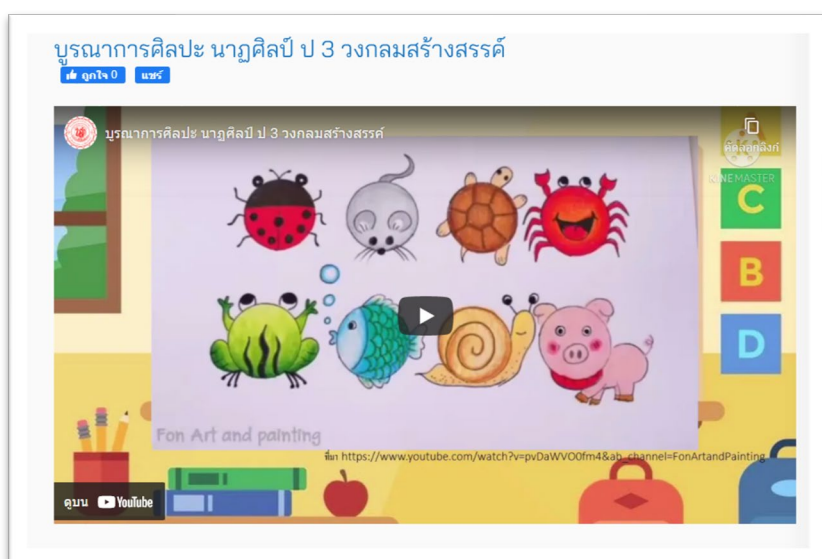 บูรณาการศิลปะ นาฏศิลป์ ป 3 วงกลมสร้างสรรค์
ถูกใจ 0 แชร์
บูรณาการศิลปะ นาฏศิลป์ ป 3 วงกลมสร้างสรรค์
คัดลอกลิงก์
KINEMASTER
C
B
D
Fon Art and painting
ที่มา https://www.youtube.com/watch?v=pvDaWVO0fm4&ab_channel=FonArtandPainting
ดูบน YouTube